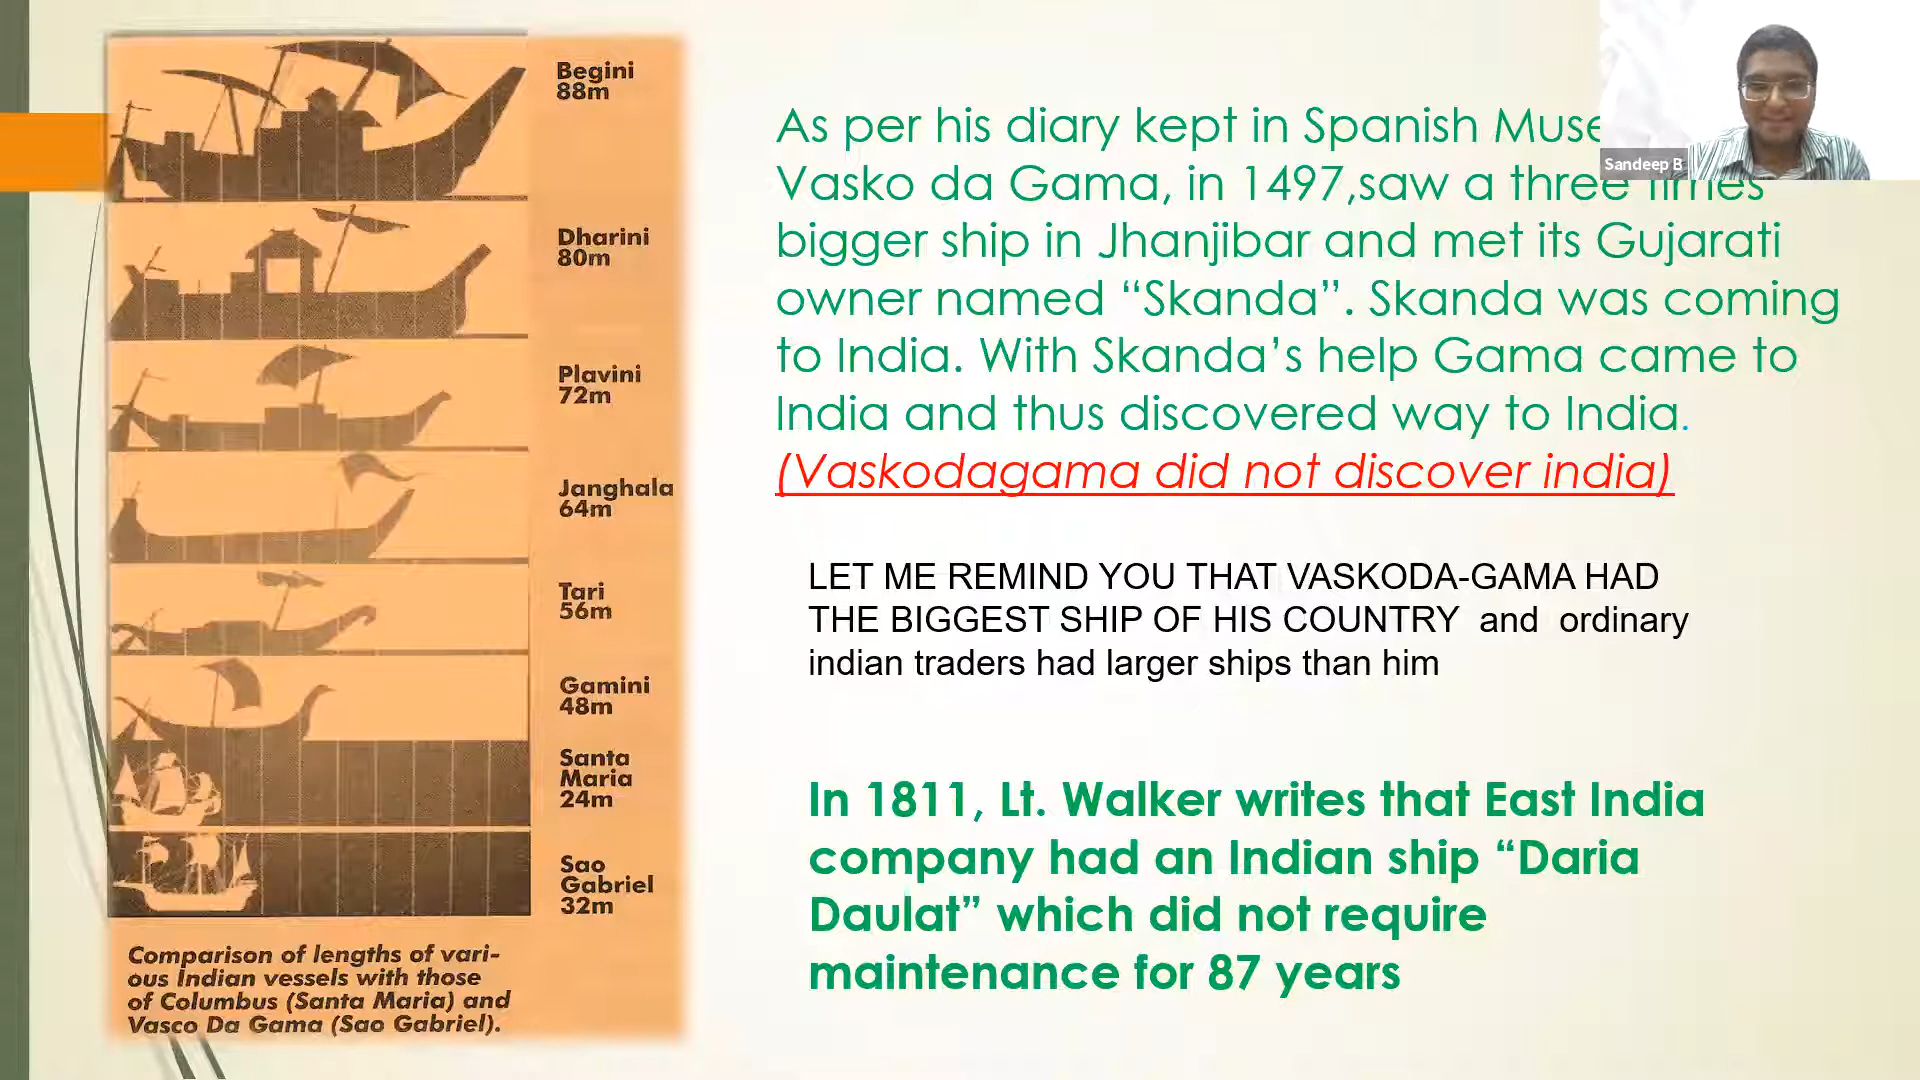 Begini
88m
Dharini
80m
Plavini
72m
Janghala
64m
Tari
56m
Gamini
48m
Santa
Maria
24m
Sao
Gabriel
32m
Comparison of lengths of vari-
ous Indian vessels with those
of Columbus (Santa Maria) and
Vasco Da Gama (Sao Gabriel).
As per his diary kept in Spanish
Vasko da Gama, in 1497,saw a three times
bigger ship in Jhanjibar and met its Gujarati
owner named “Skanda”. Skanda was coming
to India. With Skanda’s help Gama came to
India and thus discovered way to India.
(Vaskodagama did not discover india)
LET ME REMIND YOU THAT VASKODA-GAMA HAD
THE BIGGEST SHIP OF HIS COUNTRY and ordinary
indian traders had larger ships than him
In 1811, Lt. Walker writes that East India
company had an Indian ship “Daria
Daulat” which did not require
maintenance for 87 years
Sandeep B